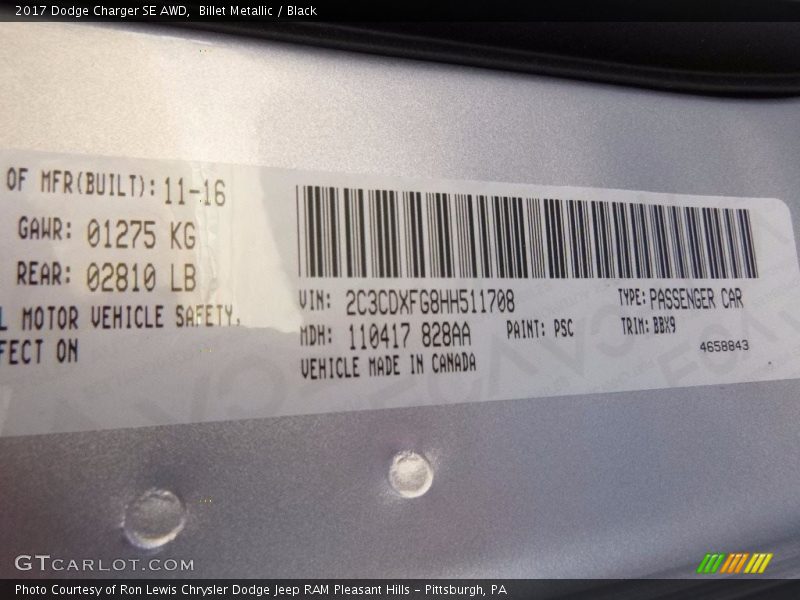 2017 Dodge Charger SE AWD, Billet Metallic / Black
OF MFR(BUILT): 11-16
GAWR: 01275 KG
REAR: 02810 LB
L MOTOR VEHICLE SAFETY,
FECT ON
VIN: 2C3CDXFG8HH511708
TYPE: PASSENGER CAR
MDH: 110417 828AA
PAINT: PSC
TRIM: BBX9
VEHICLE MADE IN CANADA
4658843
GTCARLOT.COM
Photo Courtesy of Ron Lewis Chrysler Dodge Jeep RAM Pleasant Hills - Pittsburgh, PA